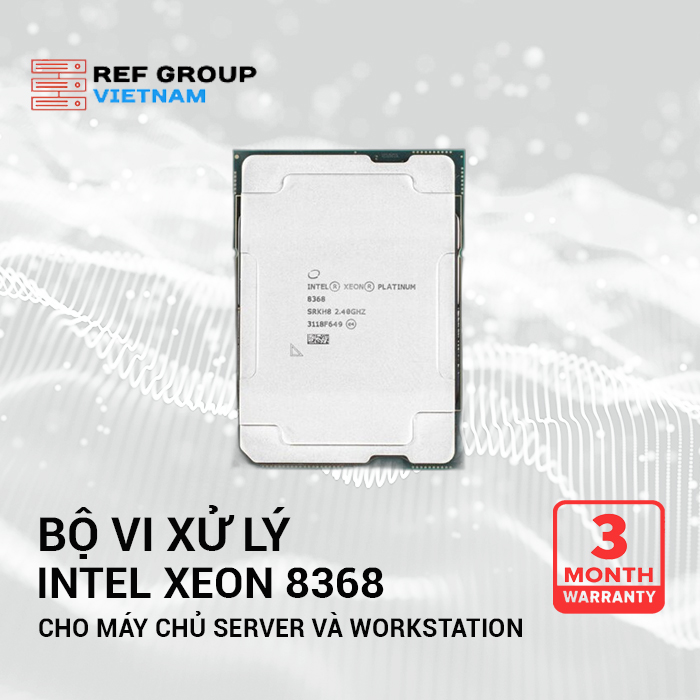 REF GROUP
VIETNAM
INTEL® XEON® PLATINUM
8368
SRKH8 2.40GHZ
3118F649
BỘ VI XỬ LÝ
INTEL XEON 8368
CHO MÁY CHỦ SERVER VÀ WORKSTATION
3
MONTH
WARRANTY